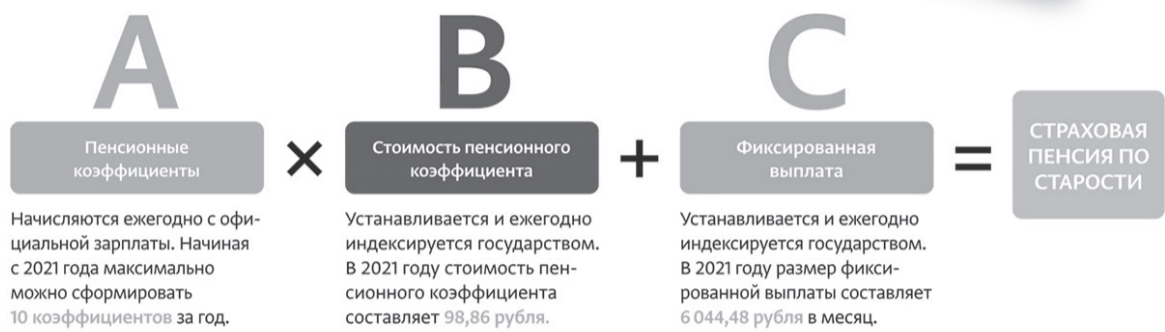 A
B
C
Пенсионные
коэффициенты
×
Стоимость пенсионного
коэффициента
+
Фиксированная
выплата
=
СТРАХОВАЯ
ПЕНСИЯ ПО
СТАРОСТИ
Начисляются ежегодно с офи-
циальной зарплаты. Начиная
с 2021 года максимально
можно сформировать
10 коэффициентов за год.
Устанавливается и ежегодно
индексируется государством.
В 2021 году стоимость пен-
сионного коэффициента
составляет 98,86 рубля.
Устанавливается и ежегодно
индексируется государством.
В 2021 году размер фикси-
рованной выплаты составляет
6 044,48 рубля в месяц.